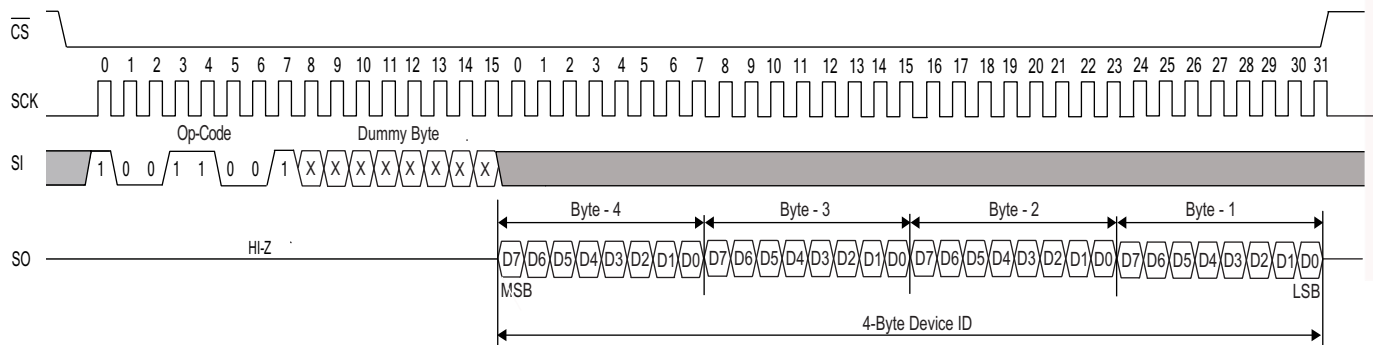 CS
0 1 2 3 4 5 6 7 8 9 10 11 12 13 14 15 0 1 2 3 4 5 6 7 8 9 10 11 12 13 14 15 16 17 18 19 20 21 22 23 24 25 26 27 28 29 30 31
SCK
Op-Code Dummy Byte
SI 1 0 0 1 1 0 0 1 X X X X X X X X
Byte - 4 Byte - 3 Byte - 2 Byte - 1
HI-Z
SO D7 D6 D5 D4 D3 D2 D1 D0 D7 D6 D5 D4 D3 D2 D1 D0 D7 D6 D5 D4 D3 D2 D1 D0 D7 D6 D5 D4 D3 D2 D1 D0
MSB LSB
4-Byte Device ID